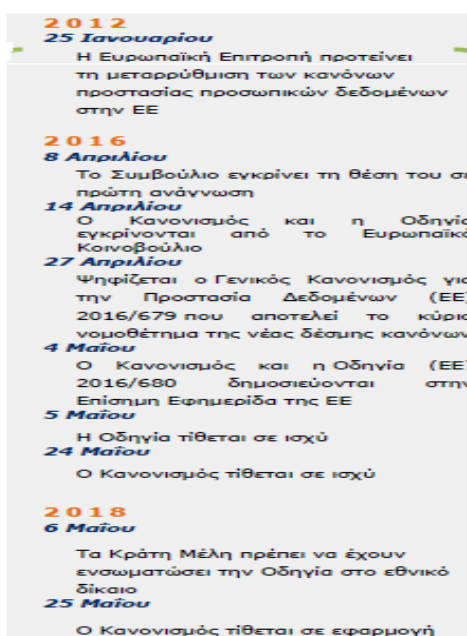 2012
25 Ιανουαρίου
Η Ευρωπαϊκή Επιτροπή προτείνει
τη μεταρρύθμιση των κανόνων
προστασίας προσωπικών δεδομένων
στην ΕΕ
2016
8 Απριλίου
Το Συμβούλιο εγκρίνει τη θέση του σε
πρώτη ανάγνωση
14 Απριλίου
Ο Κανονισμός και η Οδηγία
εγκρίνονται από το Ευρωπαϊκό
Κοινοβούλιο
27 Απριλίου
Ψηφίζεται ο Γενικός Κανονισμός για
την Προστασία Δεδομένων (ΕΕ)
2016/679 που αποτελεί το κύριο
νομοθέτημα της νέας δέσμης κανόνων
4 Μαΐου
Ο Κανονισμός και η Οδηγία (ΕΕ)
2016/680 δημοσιεύονται στην
Επίσημη Εφημερίδα της ΕΕ
5 Μαΐου
Η Οδηγία τίθεται σε ισχύ
24 Μαΐου
Ο Κανονισμός τίθεται σε ισχύ
2018
6 Μαΐου
Τα Κράτη Μέλη πρέπει να έχουν
ενσωματώσει την Οδηγία στο εθνικό
δίκαιο
25 Μαΐου
Ο Κανονισμός τίθεται σε εφαρμογή